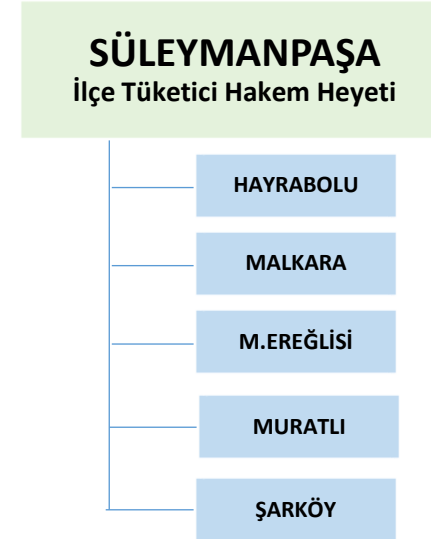 SÜLEYMANPAŞA
İlçe Tüketici Hakem Heyeti
HAYRABOLU
MALKARA
M.EREĞLİSİ
MURATLI
ŞARKÖY